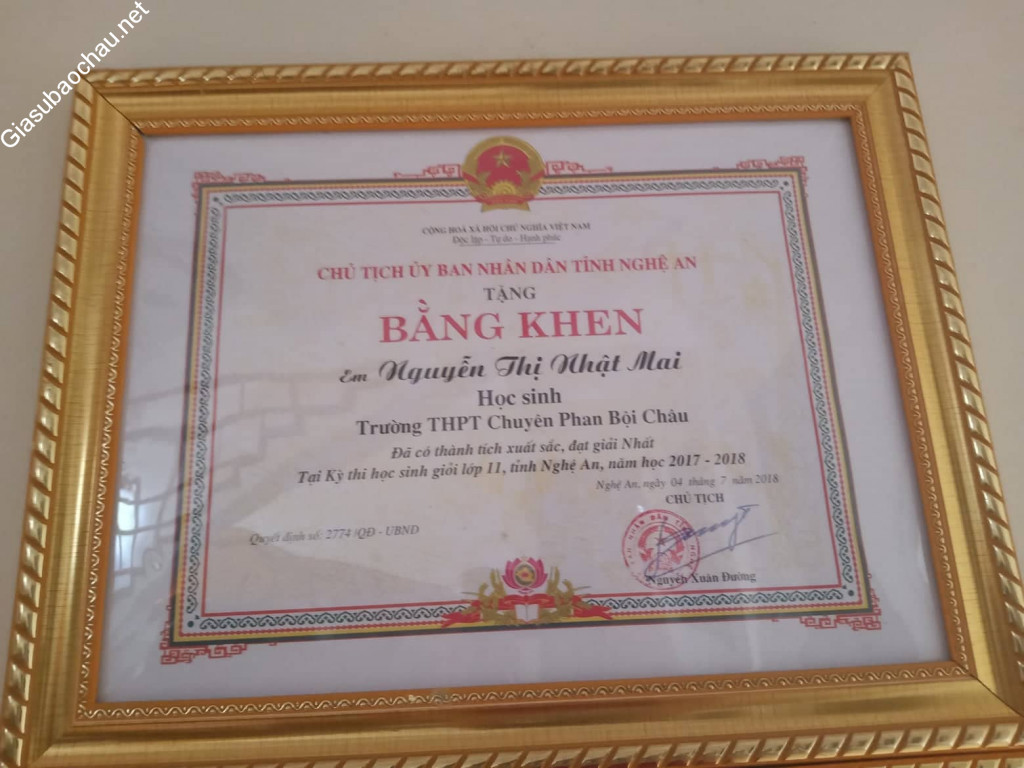 Giasubaochau.net
CỘNG HOÀ XÃ HỘI CHỦ NGHĨA VIỆT NAM
Độc lập - Tự do - Hạnh phúc
CHỦ TỊCH ỦY BAN NHÂN DÂN TỈNH NGHỆ AN
TẶNG
BẰNG KHEN
Em Nguyễn Thị Nhật Mai
Học sinh
Trường THPT Chuyên Phan Bội Châu
Đã có thành tích xuất sắc, đạt giải Nhất
Tại Kỳ thi học sinh giỏi lớp 11, tỉnh Nghệ An, năm học 2017 - 2018
Nghệ An, ngày 04 tháng 7 năm 2018
CHỦ TỊCH
Quyết định số: 2774 /QĐ - UBND
Nguyễn Xuân Đường